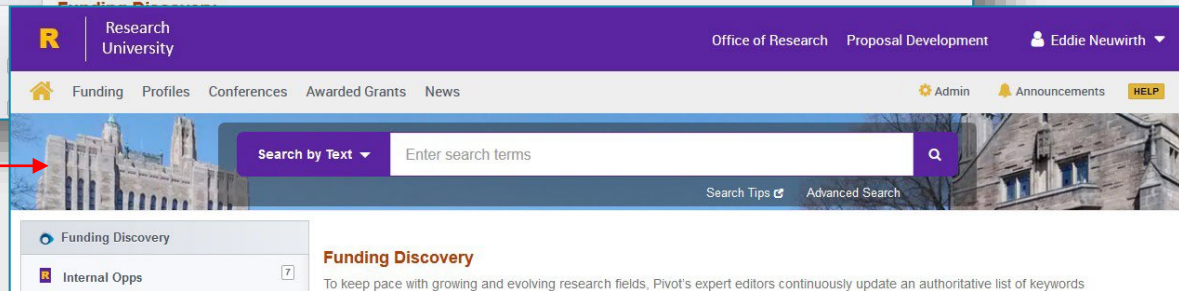 Funding Discovery
R
Research
University
Office of Research Proposal Development Eddie Neuwirth
Funding Profiles Conferences Awarded Grants News Admin Announcements HELP
Search by Text Enter search terms
Search Tips Advanced Search
Funding Discovery
R Internal Opps 7
Funding Discovery
To keep pace with growing and evolving research fields, Pivot's expert editors continuously update an authoritative list of keywords